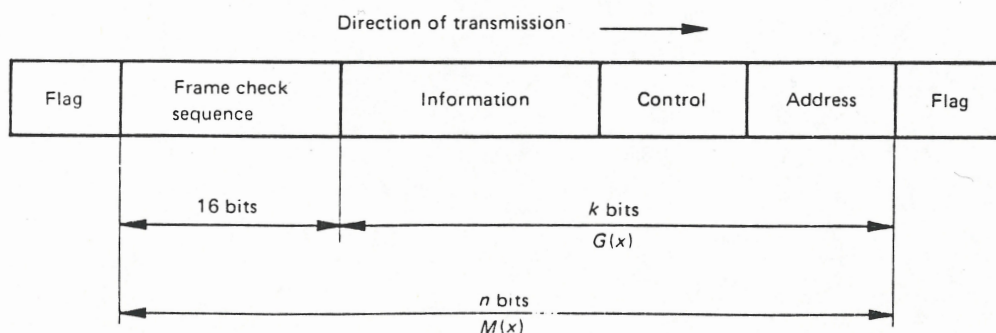 Direction of transmission
Flag
Frame check
sequence
Information
Control
Address
Flag
16 bits
k bits
G(x)
n bits
M(x)